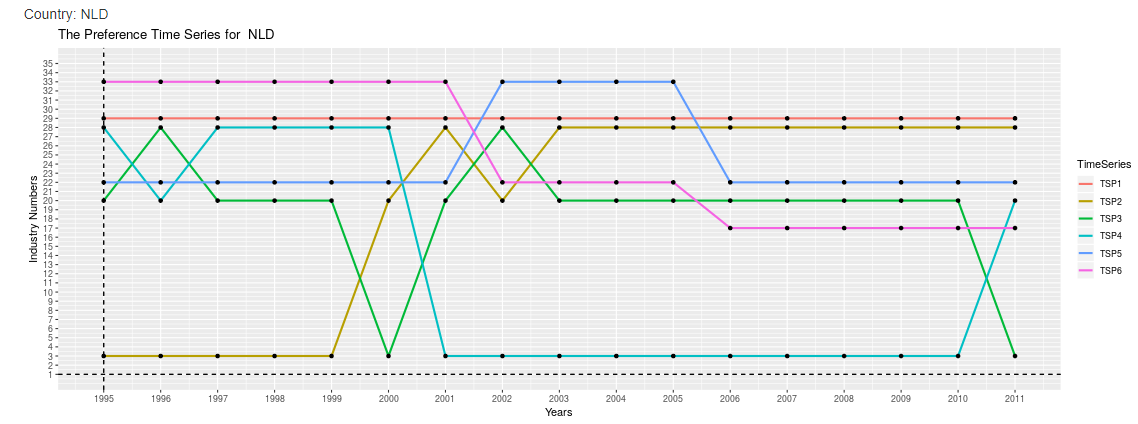 Country: NLD
The Preference Time Series for NLD
Industry Numbers
35
34
33
32
31
30
29
28
27
26
25
24
23
22
21
20
19
18
17
16
15
14
13
12
11
10
9
8
7
6
5
4
3
2
1
1995 1996 1997 1998 1999 2000 2001 2002 2003 2004 2005 2006 2007 2008 2009 2010 2011
Years
TimeSeries
TSP1
TSP2
TSP3
TSP4
TSP5
TSP6